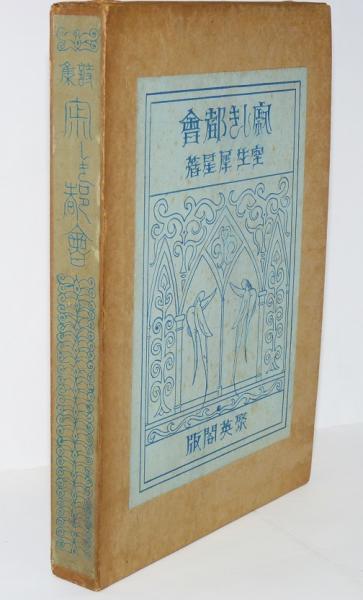 詩集
寂しき都會
寂しき都會
室生犀星著
聚英閣版